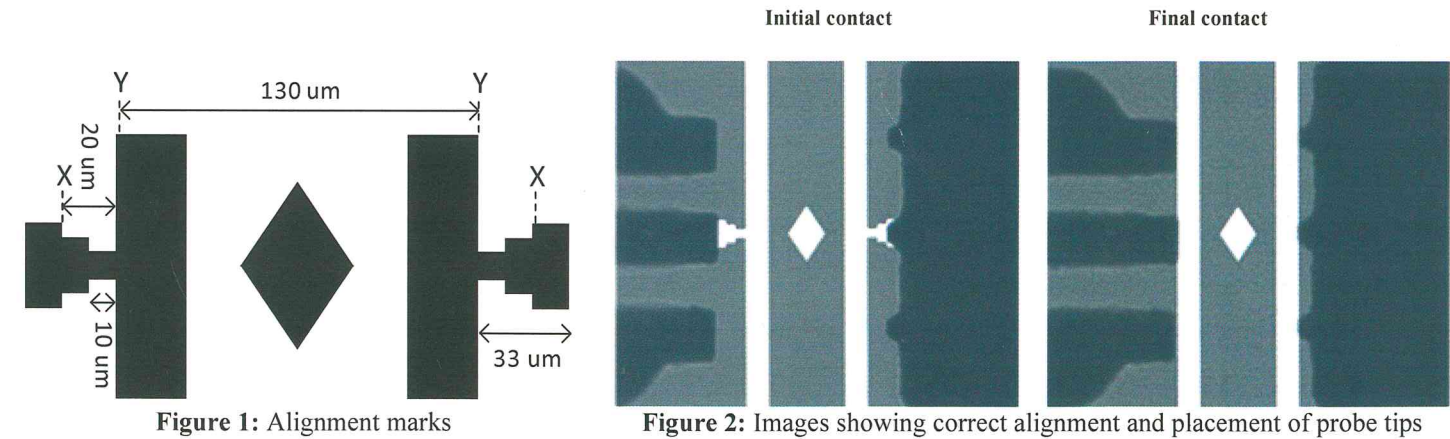 Initial contact
Final contact
Y
130 um
Y
20 um
X
X
10 um
33 um
Figure 1: Alignment marks
Figure 2: Images showing correct alignment and placement of probe tips